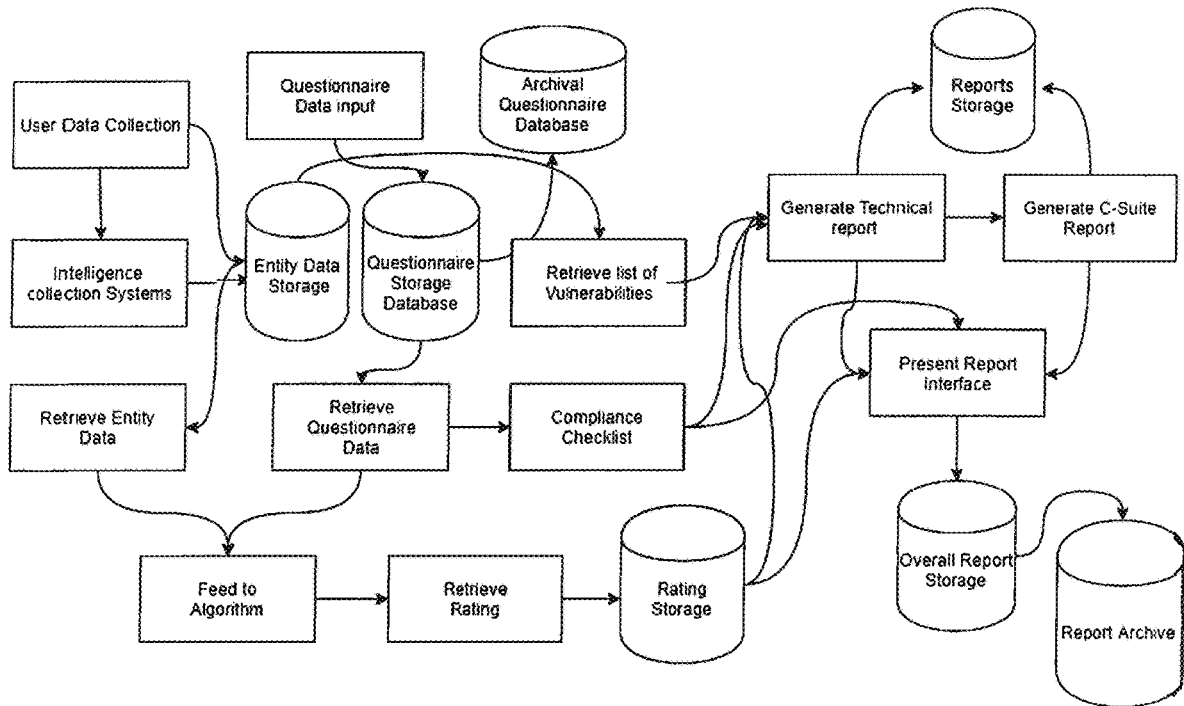 User Data Collection
Questionnaire
Data input
Archival
Questionnaire
Database
Reports
Storage
Intelligence
collection Systems
Entity Data
Storage
Questionnaire
Storage
Database
Retrieve list of
Vulnerabilities
Generate Technical
report
Generate C-Suite
Report
Present Report
Interface
Retrieve Entity
Data
Retrieve
Questionnaire
Data
Compliance
Checklist
Feed to
Algorithm
Retrieve
Rating
Rating
Storage
Overall Report
Storage
Report Archive